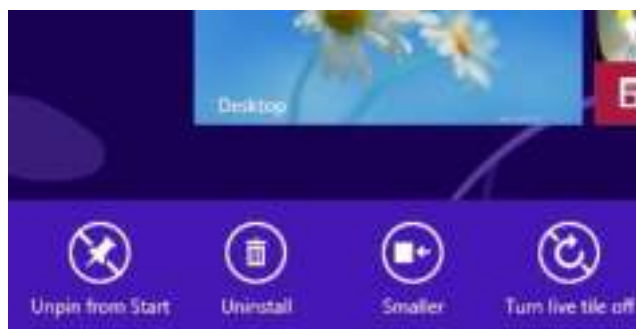 Desktop
Unpin from Start
Uninstall
Smaller
Turn live tile off